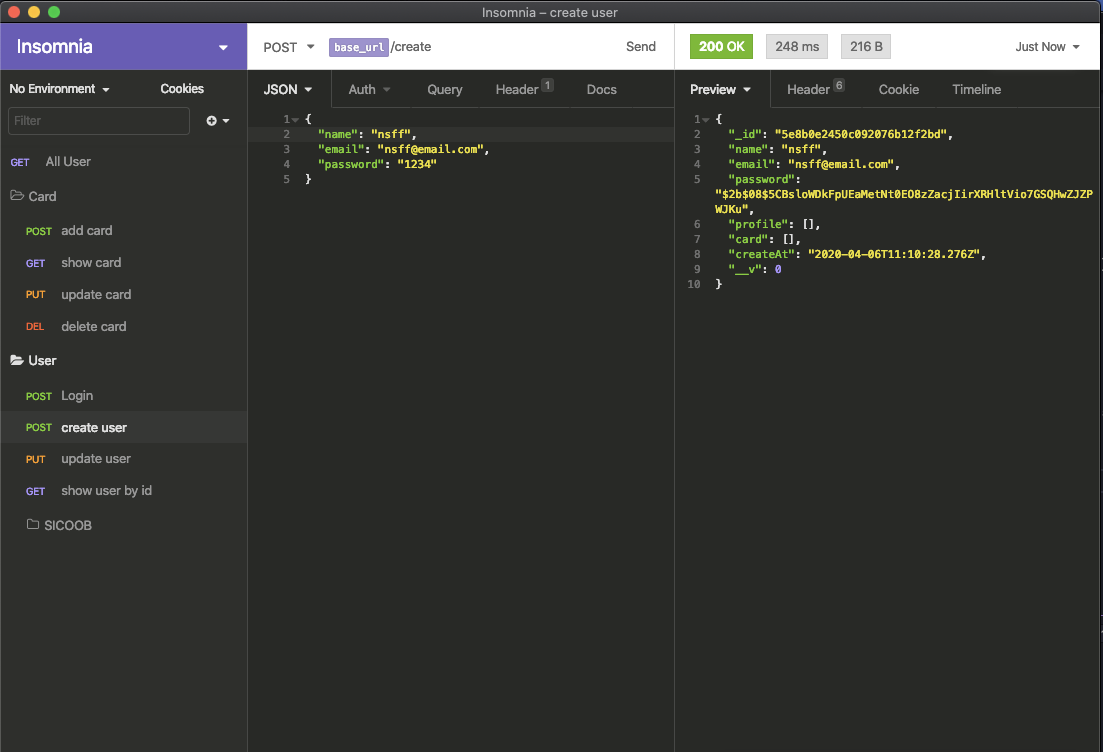 Insomnia – create user
Insomnia
POST base_url/create Send
200 OK 248 ms 216 B Just Now
No Environment Cookies
JSON Auth Query Header 1 Docs
Preview Header 6 Cookie Timeline
Filter
GET All User
Card
POST add card
GET show card
PUT update card
DEL delete card
User
POST Login
POST create user
PUT update user
GET show user by id
SICOOB
1 {
2 "name": "nsff",
3 "email": "nsff@email.com",
4 "password": "1234"
5 }
1 {
2 "_id": "5e8b0e2450c092076b12f2bd",
3 "name": "nsff",
4 "email": "nsff@email.com",
5 "password":
"$2b$08$5CBsloWDkFpUEaMetNt0EO8zZacjIirXRHltVio7GSQHwZJZP
WJKu",
6 "profile": [],
7 "card": [],
8 "createAt": "2020-04-06T11:10:28.276Z",
9 "__v": 0
10 }